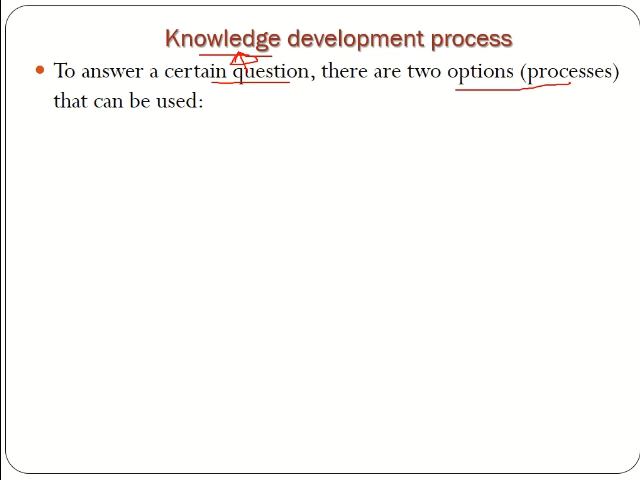 Knowledge development process
To answer a certain question, there are two options (processes)
that can be used: